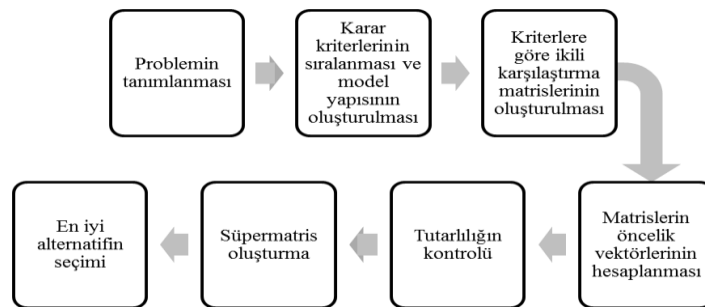 Problemin
tanımlanması
Karar
kriterlerinin
sıralanması ve
model
yapısının
oluşturulması
Kriterlere
göre ikili
karşılaştırma
matrislerinin
oluşturulması
Matrislerin
öncelik
vektörlerinin
hesaplanması
Tutarlılığın
kontrolü
Süpermatris
oluşturma
En iyi
alternatifin
seçimi